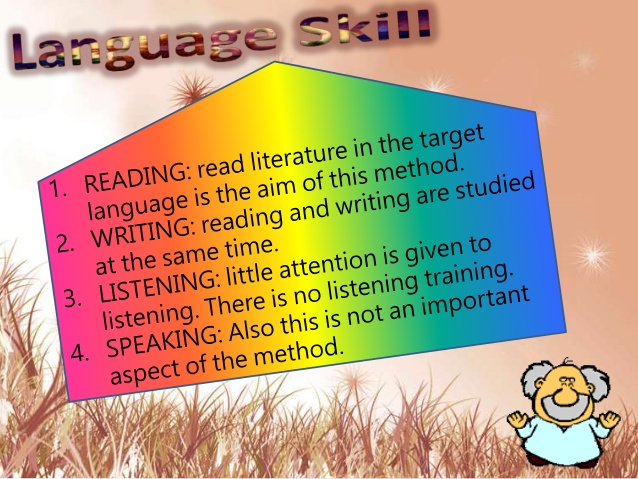 Language Skill
1. READING: read literature in the target
language is the aim of this method.
2. WRITING: reading and writing are studied
at the same time.
3. LISTENING: little attention is given to
listening. There is no listening training.
4. SPEAKING: Also this is not an important
aspect of the method.